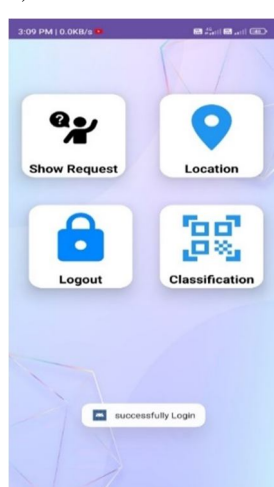 3:09 PM | 0.0KB/s
Show Request
Location
Logout
Classification
successfully Login